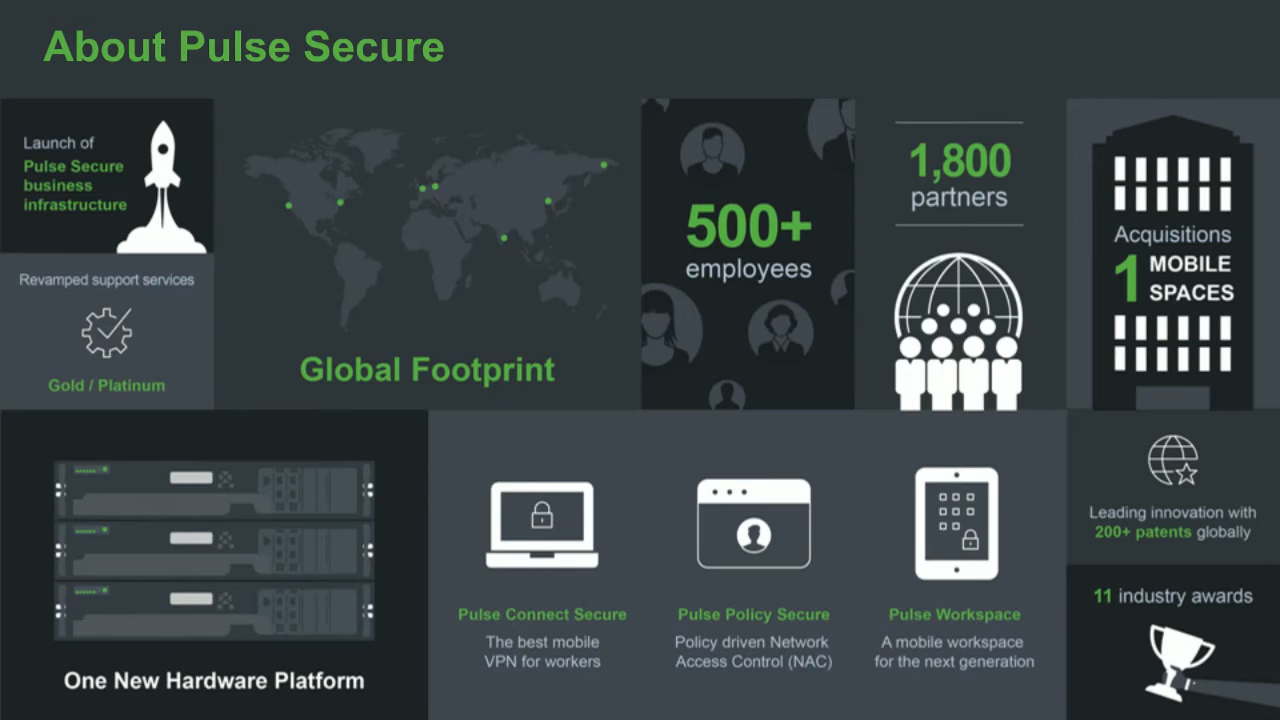 About Pulse Secure
Launch of
Pulse Secure
business
infrastructure
Revamped support services
Gold / Platinum
Global Footprint
500+
employees
1,800
partners
Acquisitions
1 MOBILE
SPACES
One New Hardware Platform
Pulse Connect Secure
The best mobile
VPN for workers
Pulse Policy Secure
Policy driven Network
Access Control (NAC)
Pulse Workspace
A mobile workspace
for the next generation
Leading innovation with
200+ patents globally
11 industry awards